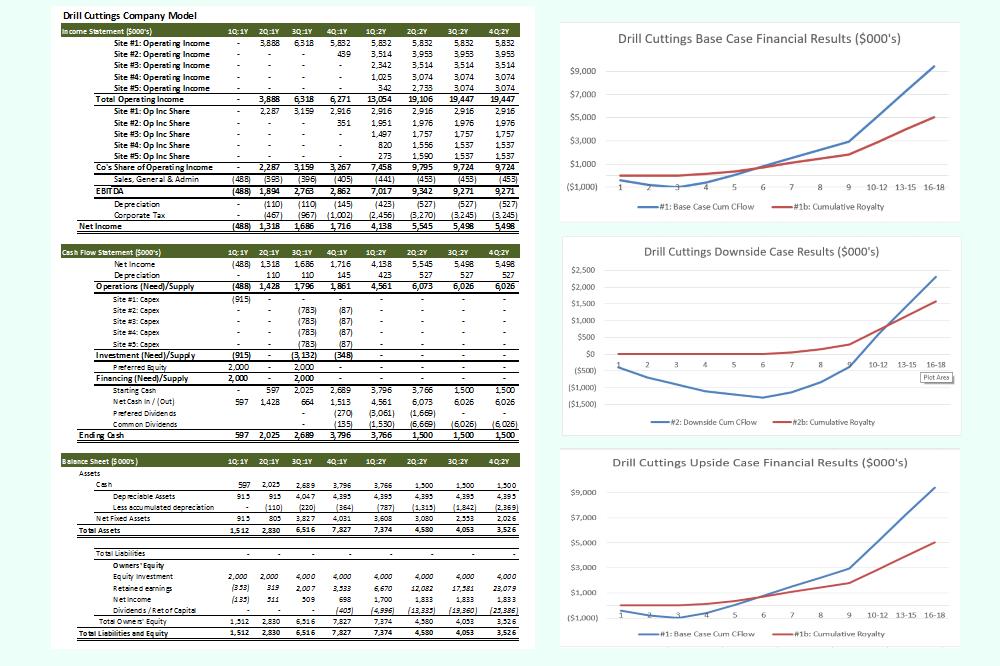 Drill Cuttings Company Model
Income Statement ($000's) 1Q:1Y 2Q:1Y 3Q:1Y 4Q:1Y 1Q:2Y 2Q:2Y 3Q:2Y 4Q:2Y
Site #1: Operating Income - 3,888 6,318 5,832 5,832 5,832 5,832 5,832
Site #2: Operating Income - - - 439 3,953 3,953 3,953 3,953
Site #3: Operating Income - - - - 2,342 3,514 3,514 3,514
Site #4: Operating Income - - - - 1,025 3,074 3,074 3,074
Site #5: Operating Income - - - - 342 2,733 3,074 3,074
Total Operating Income - 3,888 6,318 6,271 13,054 19,106 19,447 19,447
Site #1: Op Inc Share - 2,287 3,159 2,916 2,916 2,916 2,916 2,916
Site #2: Op Inc Share - - - 351 1,951 1,976 1,976 1,976
Site #3: Op Inc Share - - - - 1,497 1,757 1,757 1,757
Site #4: Op Inc Share - - - - 820 1,556 1,537 1,537
Site #5: Op Inc Share - - - - 273 1,590 1,537 1,537
Co's Share of Operating Income - 2,287 3,159 3,267 7,458 9,795 9,724 9,724
Sales, General & Admin (488) (393) (396) (405) (441) (453) (453) (453)
EBITDA (488) 1,894 2,763 2,862 7,017 9,342 9,271 9,271
Depreciation - (110) (110) (145) (423) (527) (527) (527)
Corporate Tax - (467) (967) (1,002) (2,456) (3,270) (3,245) (3,245)
Net Income (488) 1,318 1,686 1,716 4,138 5,545 5,498 5,498
Cash Flow Statement ($000's) 1Q:1Y 2Q:1Y 3Q:1Y 4Q:1Y 1Q:2Y 2Q:2Y 3Q:2Y 4Q:2Y
Net Income (488) 1,318 1,686 1,716 4,138 5,545 5,498 5,498
Depreciation - 110 110 145 423 527 527 527
Operations (Need)/Supply (488) 1,428 1,796 1,861 4,561 6,073 6,026 6,026
Site #1: Capex (915) - - - - - - -
Site #2: Capex (783) (87) - - - -
Site #3: Capex (783) (87) - - - -
Site #4: Capex (783) (87) - - - -
Site #5: Capex (783) (87) - - - -
Investment (Need)/Supply (915) - (3,132) (348) - - - -
Preferred Equity 2,000 - 2,000
Financing (Need)/Supply 2,000 - 2,000 - - - - -
Starting Cash - 597 2,025 2,689 3,796 3,766 1,500 1,500
Net Cash In / (Out) 597 1,428 664 1,513 4,561 6,073 6,026 6,026
Preferred Dividends - (270) (3,061) (1,669) - -
Common Dividends - (135) (1,530) (6,669) (6,026) (6,026)
Ending Cash 597 2,025 2,689 3,796 3,766 1,500 1,500 1,500
Balance Sheet ($000's) 1Q:1Y 2Q:1Y 3Q:1Y 4Q:1Y 1Q:2Y 2Q:2Y 3Q:2Y 4Q:2Y
Assets
Cash 597 2,025 2,689 3,796 3,766 1,500 1,500 1,500
Depreciable Assets 915 915 4,047 4,395 4,395 4,395 4,395 4,395
Less accumulated depreciation - (110) (220) (364) (787) (1,315) (1,842) (2,369)
Net Fixed Assets 915 805 3,827 4,031 3,608 3,080 2,553 2,026
Total Assets 1,512 2,830 6,516 7,827 7,374 4,580 4,053 3,526
Total Liabilities - - - - - - - -
Owners' Equity
Equity Investment 2,000 2,000 4,000 4,000 4,000 4,000 4,000 4,000
Retained earnings (353) 319 2,007 3,533 6,670 12,082 17,581 23,079
Net Income (135) 511 509 698 1,700 1,833 1,833 1,833
Dividends / Ret of Capital - - - (405) (4,996) (13,335) (19,360) (25,386)
Total Owners' Equity 1,512 2,830 6,516 7,827 7,374 4,580 4,053 3,526
Total Liabilities and Equity 1,512 2,830 6,516 7,827 7,374 4,580 4,053 3,526
Drill Cuttings Base Case Financial Results ($000's)
$9,000
$7,000
$5,000
$3,000
$1,000
($1,000)
1 2 3 4 5 6 7 8 9 10-12 13-15 16-18
#1: Base Case Cum CFlow #1b: Cumulative Royalty
Drill Cuttings Downside Case Results ($000's)
$2,500
$2,000
$1,500
$1,000
$500
$0
($500)
($1,000)
($1,500)
1 2 3 4 5 6 7 8 9 10-12 13-15 16-18
Plot Area
#2: Downside Cum CFlow #2b: Cumulative Royalty
Drill Cuttings Upside Case Financial Results ($000's)
$9,000
$7,000
$5,000
$3,000
$1,000
($1,000)
1 2 3 4 5 6 7 8 9 10-12 13-15 16-18
#1: Base Case Cum CFlow #1b: Cumulative Royalty